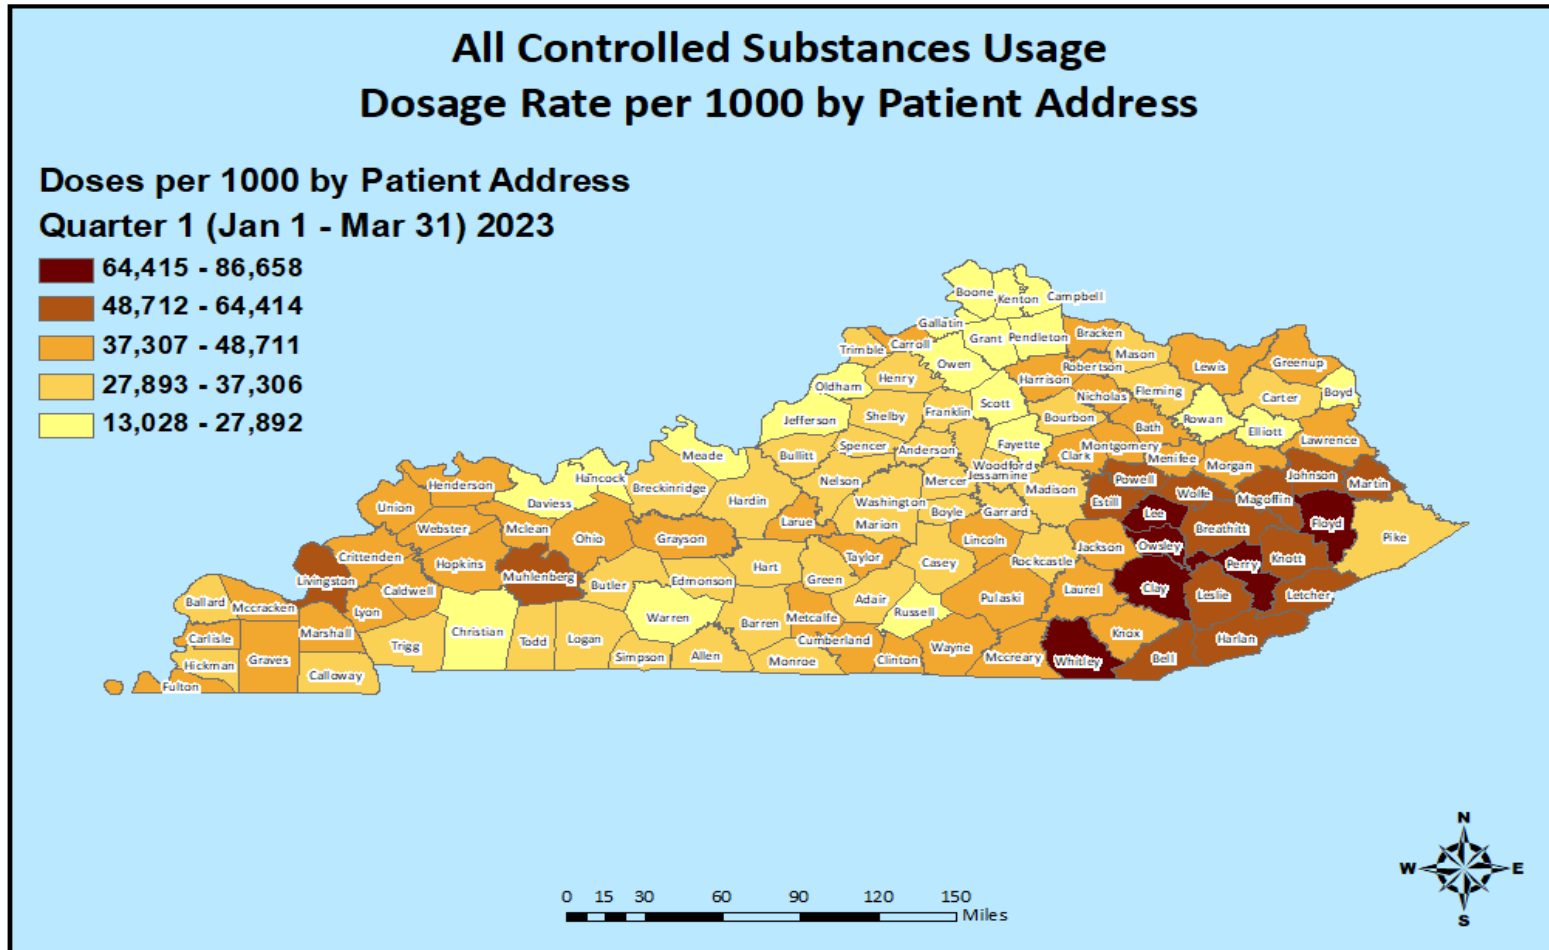 All Controlled Substances Usage
Dosage Rate per 1000 by Patient Address
Doses per 1000 by Patient Address
Quarter 1 (Jan 1 - Mar 31) 2023
64,415 - 86,658
48,712 - 64,414
37,307 - 48,711
27,893 - 37,306
13,028 - 27,892
Boone
Kenton
Campbell
Gallatin
Grant
Pendleton
Bracken
Trimble
Carroll
Owen
Mason
Robertson
Lewis
Greenup
Oldham
Henry
Harrison
Nicholas
Fleming
Carter
Boyd
Jefferson
Shelby
Franklin
Scott
Bourbon
Bath
Rowan
Elliott
Lawrence
Meade
Bullitt
Spencer
Anderson
Fayette
Woodford
Jessamine
Clark
Montgomery
Menifee
Morgan
Johnson
Martin
Henderson
Hancock
Daviess
Breckinridge
Hardin
Nelson
Mercer
Madison
Powell
Estill
Wolfe
Magoffin
Union
Webster
Mclean
Ohio
Grayson
Larue
Washington
Marion
Boyle
Garrard
Lee
Breathitt
Floyd
Pike
Crittenden
Livingston
Hopkins
Muhlenberg
Butler
Edmonson
Hart
Green
Taylor
Casey
Lincoln
Rockcastle
Jackson
Owsley
Perry
Knott
Ballard
Mccracken
Lyon
Caldwell
Christian
Todd
Logan
Warren
Barren
Metcalfe
Adair
Russell
Pulaski
Laurel
Clay
Leslie
Letcher
Carlisle
Graves
Marshall
Trigg
Simpson
Allen
Monroe
Cumberland
Clinton
Wayne
Mccreary
Whitley
Knox
Bell
Harlan
Hickman
Fulton
Calloway
N
W
E
S
0 15 30 60 90 120 150
Miles